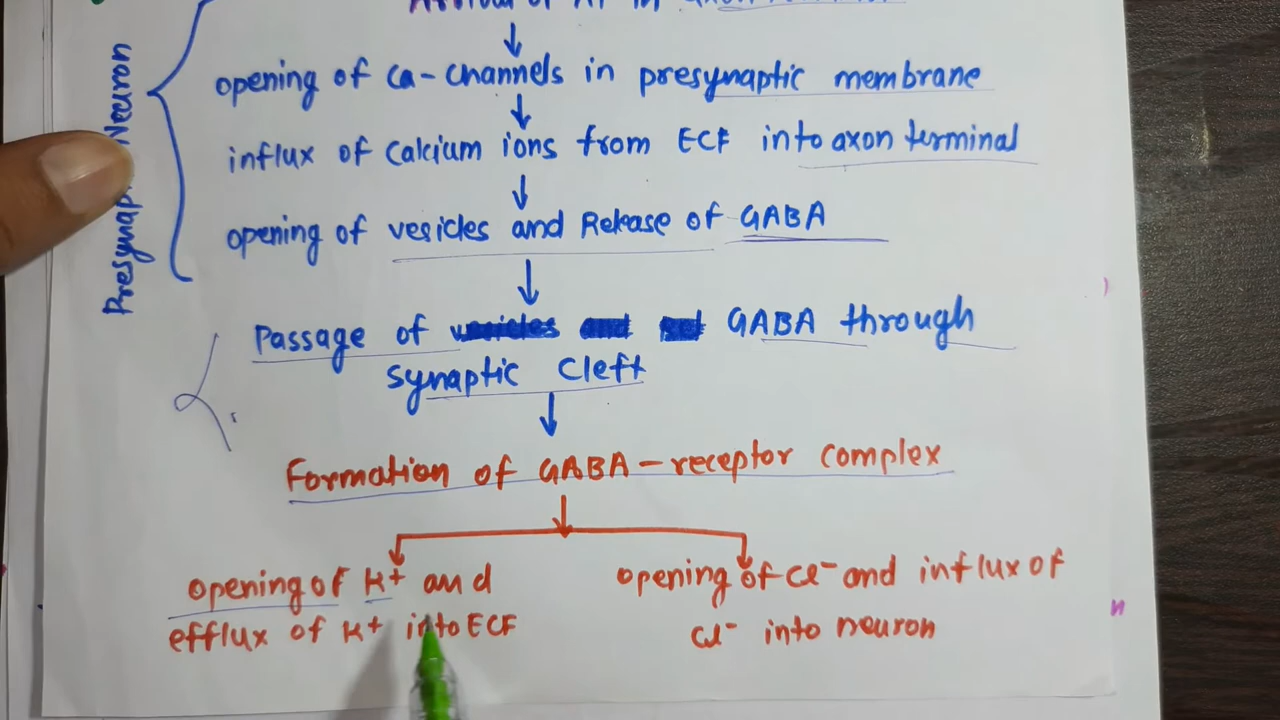 opening of ca-channels in presynaptic membrane
influx of calcium ions from ECF into axon terminal
opening of vesicles and Release of GABA
Presynap Neuron
Passage of GABA through
synaptic cleft
Formation of GABA-receptor complex
opening of K+ and
efflux of K+ into ECF
opening of cl- and influx of
cl- into neuron